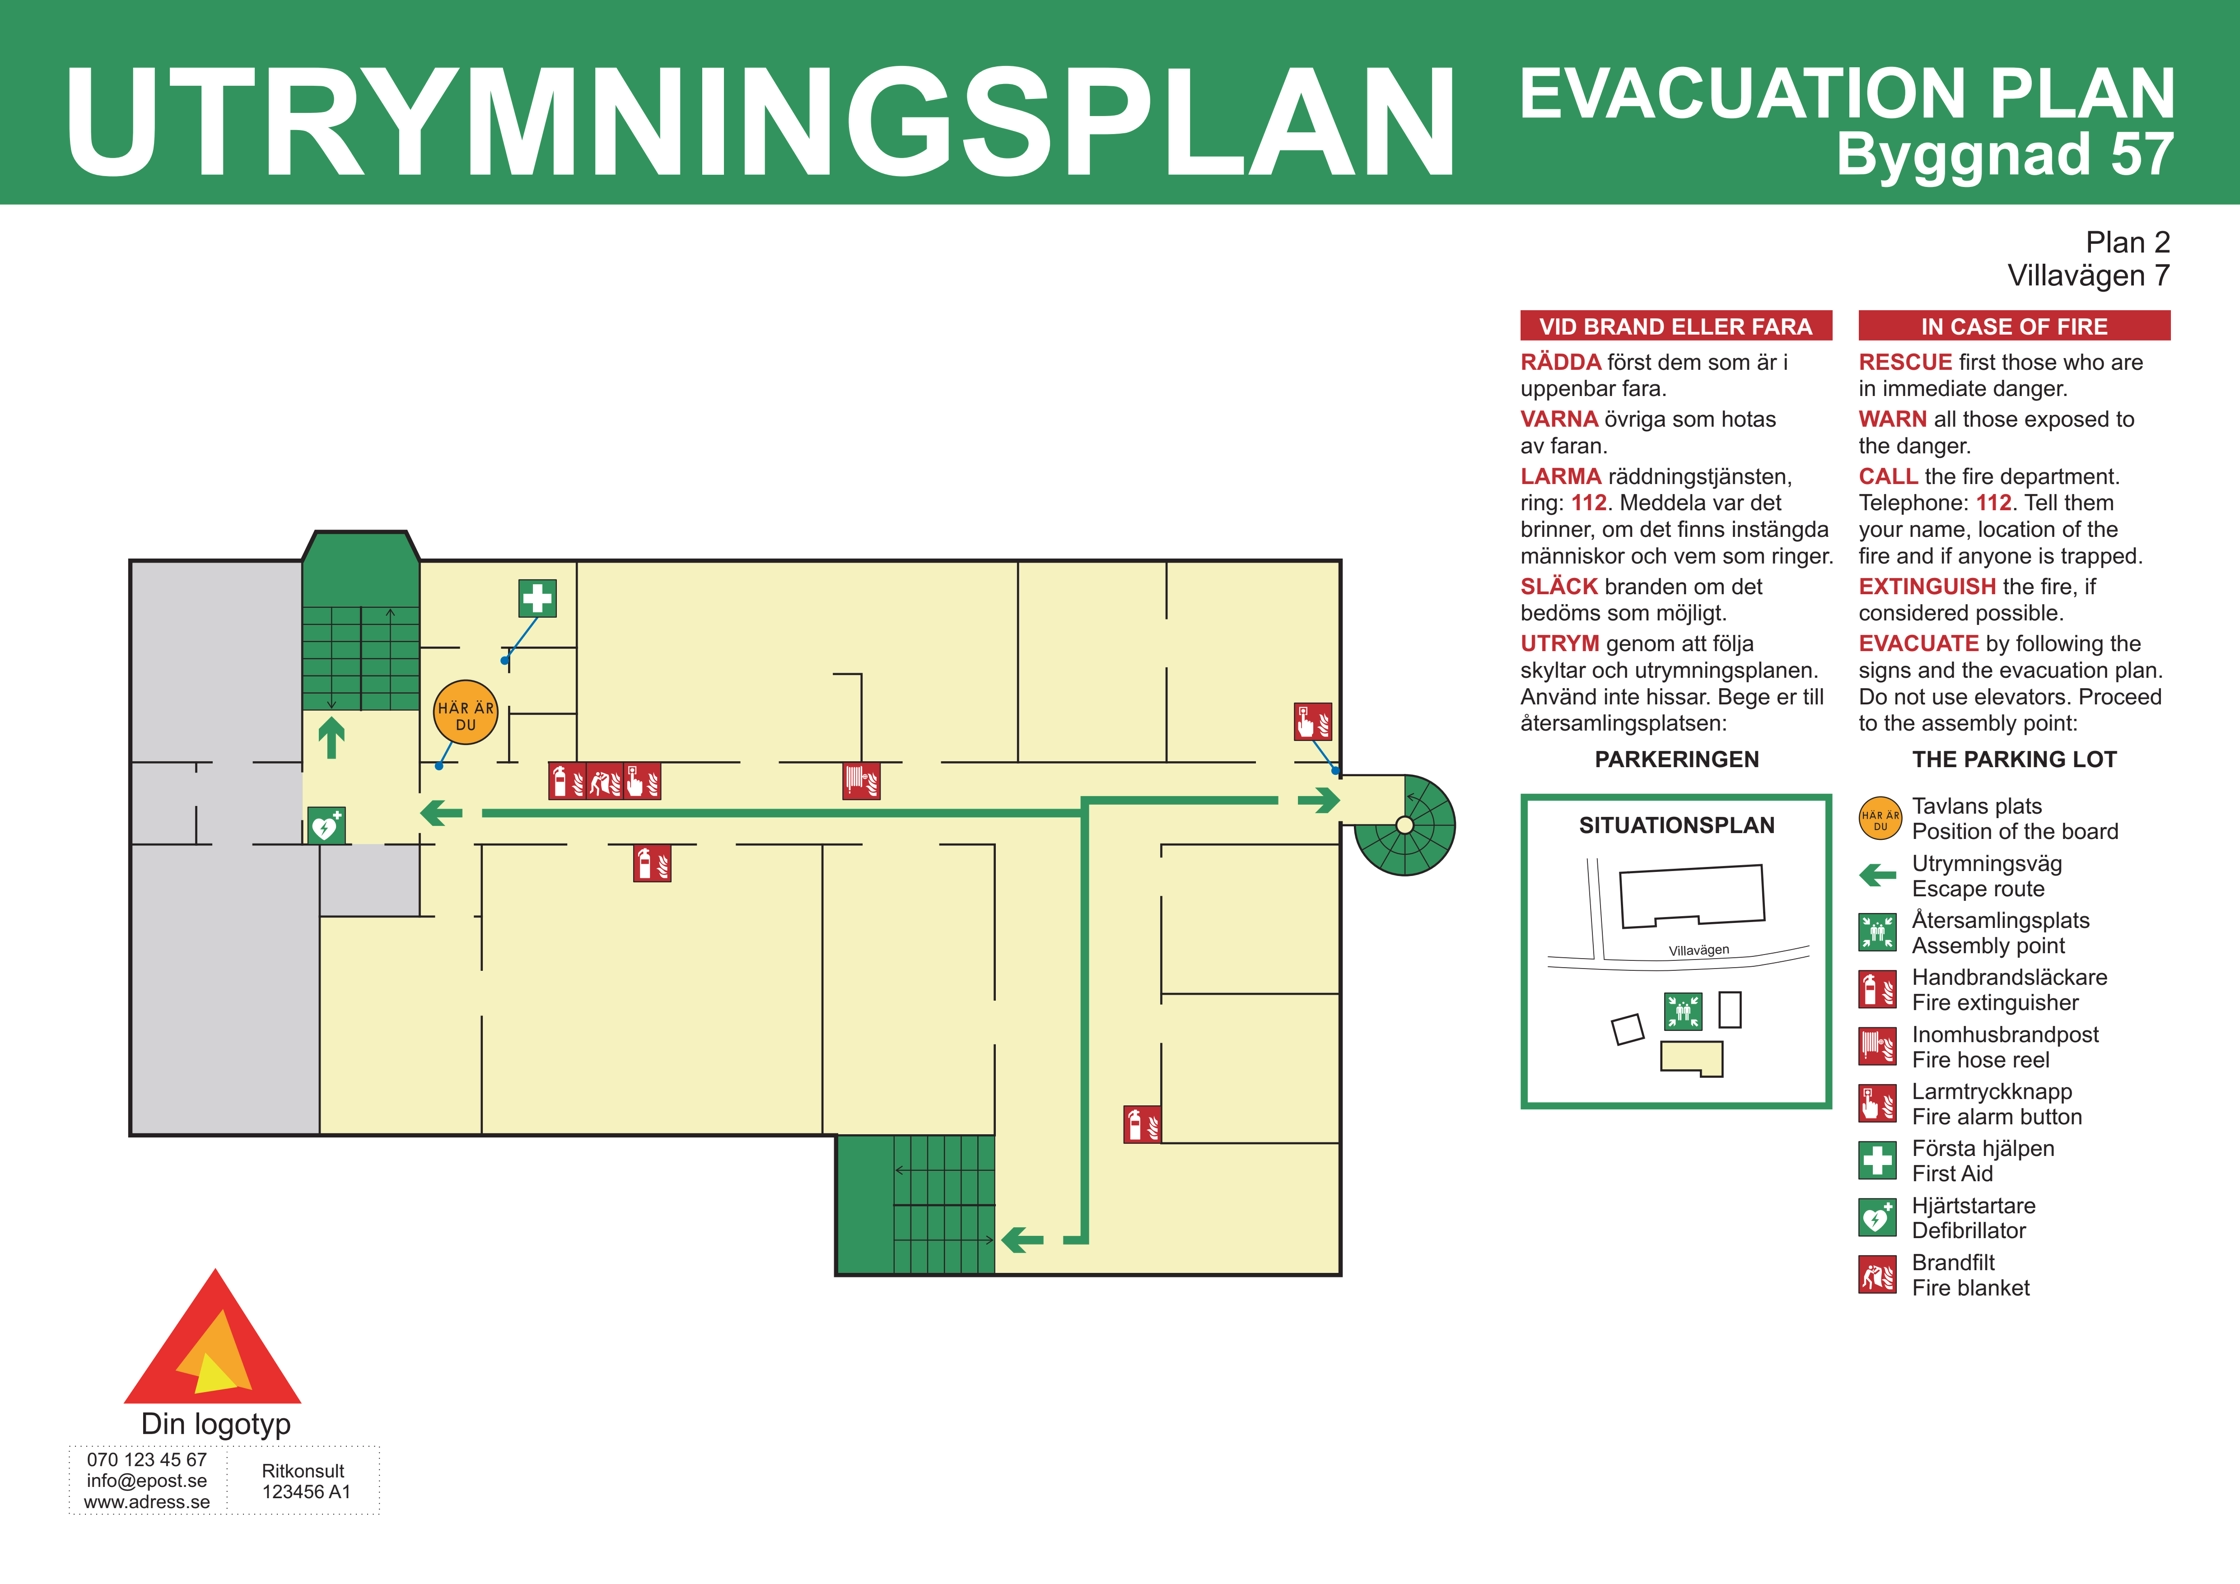 UTRYMNINGSPLAN
EVACUATION PLAN
Byggnad 57
Plan 2
Villavägen 7
VID BRAND ELLER FARA
RÄDDA först dem som är i
uppenbar fara.
VARNA övriga som hotas
av faran.
LARMA räddningstjänsten,
ring: 112. Meddela var det
brinner, om det finns instängda
människor och vem som ringer.
SLÄCK branden om det
bedöms som möjligt.
UTRYM genom att följa
skyltar och utrymningsplanen.
Använd inte hissar. Bege er till
återsamlingsplatsen:
PARKERINGEN
IN CASE OF FIRE
RESCUE first those who are
in immediate danger.
WARN all those exposed to
the danger.
CALL the fire department.
Telephone: 112. Tell them
your name, location of the
fire and if anyone is trapped.
EXTINGUISH the fire, if
considered possible.
EVACUATE by following the
signs and the evacuation plan.
Do not use elevators. Proceed
to the assembly point:
THE PARKING LOT
HÄR ÄR
DU
SITUATIONSPLAN
Villavägen
HÄR ÄR
DU
Tavlans plats
Position of the board
Utrymningsväg
Escape route
Återsamlingsplats
Assembly point
Handbrandsläckare
Fire extinguisher
Inomhusbrandpost
Fire hose reel
Larmtryckknapp
Fire alarm button
Första hjälpen
First Aid
Hjärtstartare
Defibrillator
Brandfilt
Fire blanket
Din logotyp
070 123 45 67
info@epost.se
www.adress.se
Ritkonsult
123456 A1